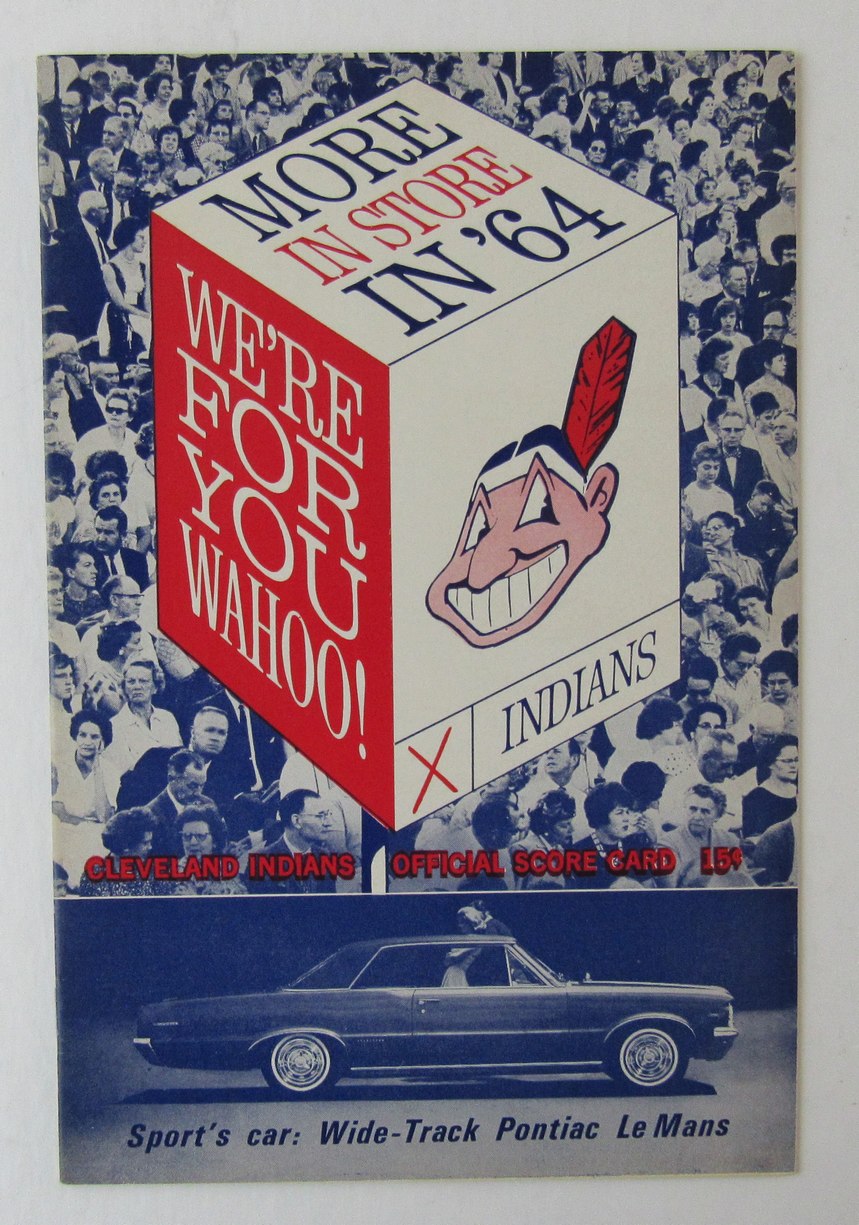 MORE
IN STORE
IN '64
WE'RE
FOR
YOU
WAHOO!
X INDIANS
CLEVELAND INDIANS OFFICIAL SCORE CARD 15¢
Sport's car: Wide-Track Pontiac Le Mans